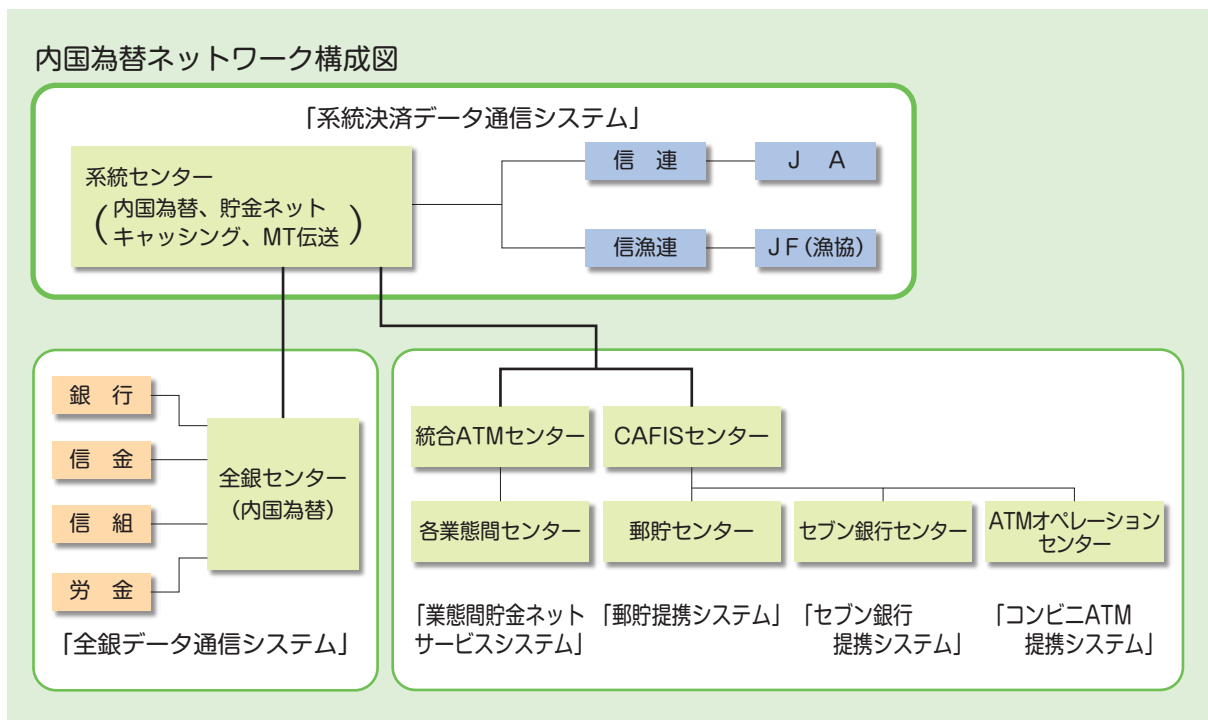 内国為替ネットワーク構成図
「系統決済データ通信システム」
系統センター
(内国為替、貯金ネット
キャッシング、MT伝送)
信 連
J A
信漁連
JF(漁協)
銀 行
信 金
信 組
労 金
全銀センター
(内国為替)
「全銀データ通信システム」
統合ATMセンター
CAFISセンター
各業態間センター
郵貯センター
セブン銀行センター
ATMオペレーション
センター
「業態間貯金ネット
サービスシステム」
「郵貯提携システム」
「セブン銀行
提携システム」
「コンビニATM
提携システム」